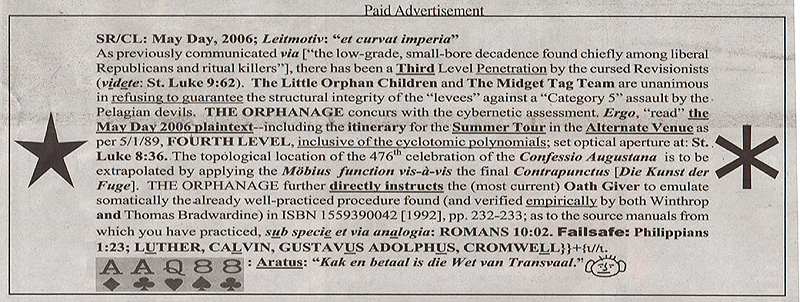 Paid Advertisement
SR/CL: May Day, 2006; Leitmotiv: “et curvat imperia”
As previously communicated via [“the low-grade, small-bore decadence found chiefly among liberal
Republicans and ritual killers”], there has been a Third Level Penetration by the cursed Revisionists
(videte: St. Luke 9:62). The Little Orphan Children and The Midget Tag Team are unanimous
in refusing to guarantee the structural integrity of the “levees” against a “Category 5” assault by the
Pelagian devils. THE ORPHANAGE concurs with the cybernetic assessment. Ergo, “read” the
May Day 2006 plaintext--including the itinerary for the Summer Tour in the Alternate Venue as
per 5/1/89, FOURTH LEVEL, inclusive of the cyclotomic polynomials; set optical aperture at: St.
Luke 8:36. The topological location of the 476th celebration of the Confessio Augustana is to be
extrapolated by applying the Möbius function vis-à-vis the final Contrapunctus [Die Kunst der
Fuge]. THE ORPHANAGE further directly instructs the (most current) Oath Giver to emulate
somatically the already well-practiced procedure found (and verified empirically by both Winthrop
and Thomas Bradwardine) in ISBN 1559390042 [1992], pp. 232-233; as to the source manuals from
which you have practiced, sub specie et via analogia: ROMANS 10:02. Failsafe: Philippians
1:23; LUTHER, CALVIN, GUSTAVUS ADOLPHUS, CROMWELL}}+{\/\.
A A Q 8 8 : Aratus: “Kak en betaal is die Wet van Transvaal.”